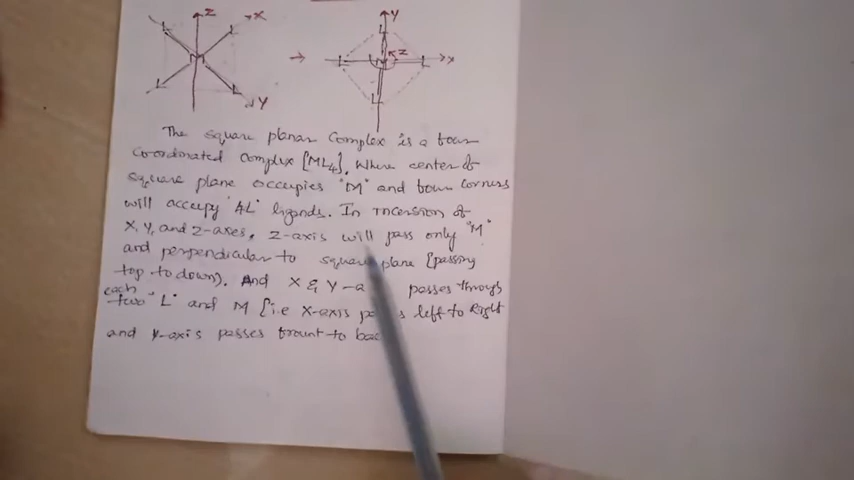 Z
X
L
L
M
L
L
Y
Y
L
Z
L
M
L
X
L
The square planar Complex is a four
Coordinated Complex [ML4]. Where center of
square plane occupies "M" and four corners
will occupy '4L' ligands. In incersion of
X, Y, and Z-axes, Z-axis will pass only "M"
and perpendicular to square plane [passing
top to down). And X & Y-a passes through
each
two "L" and M [i.e X-axis pa s left to Right
and Y-axis passes frount to bac